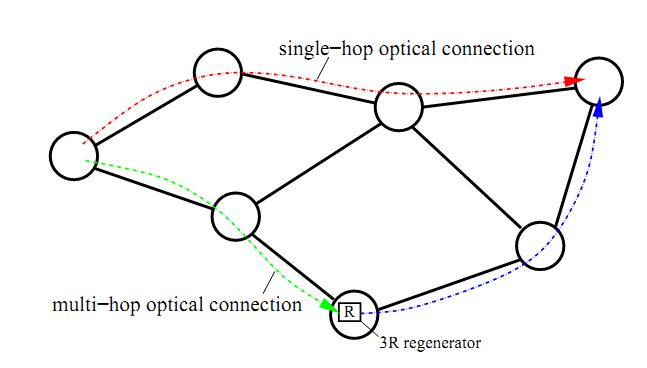 single−hop optical connection
multi−hop optical connection
R
3R regenerator